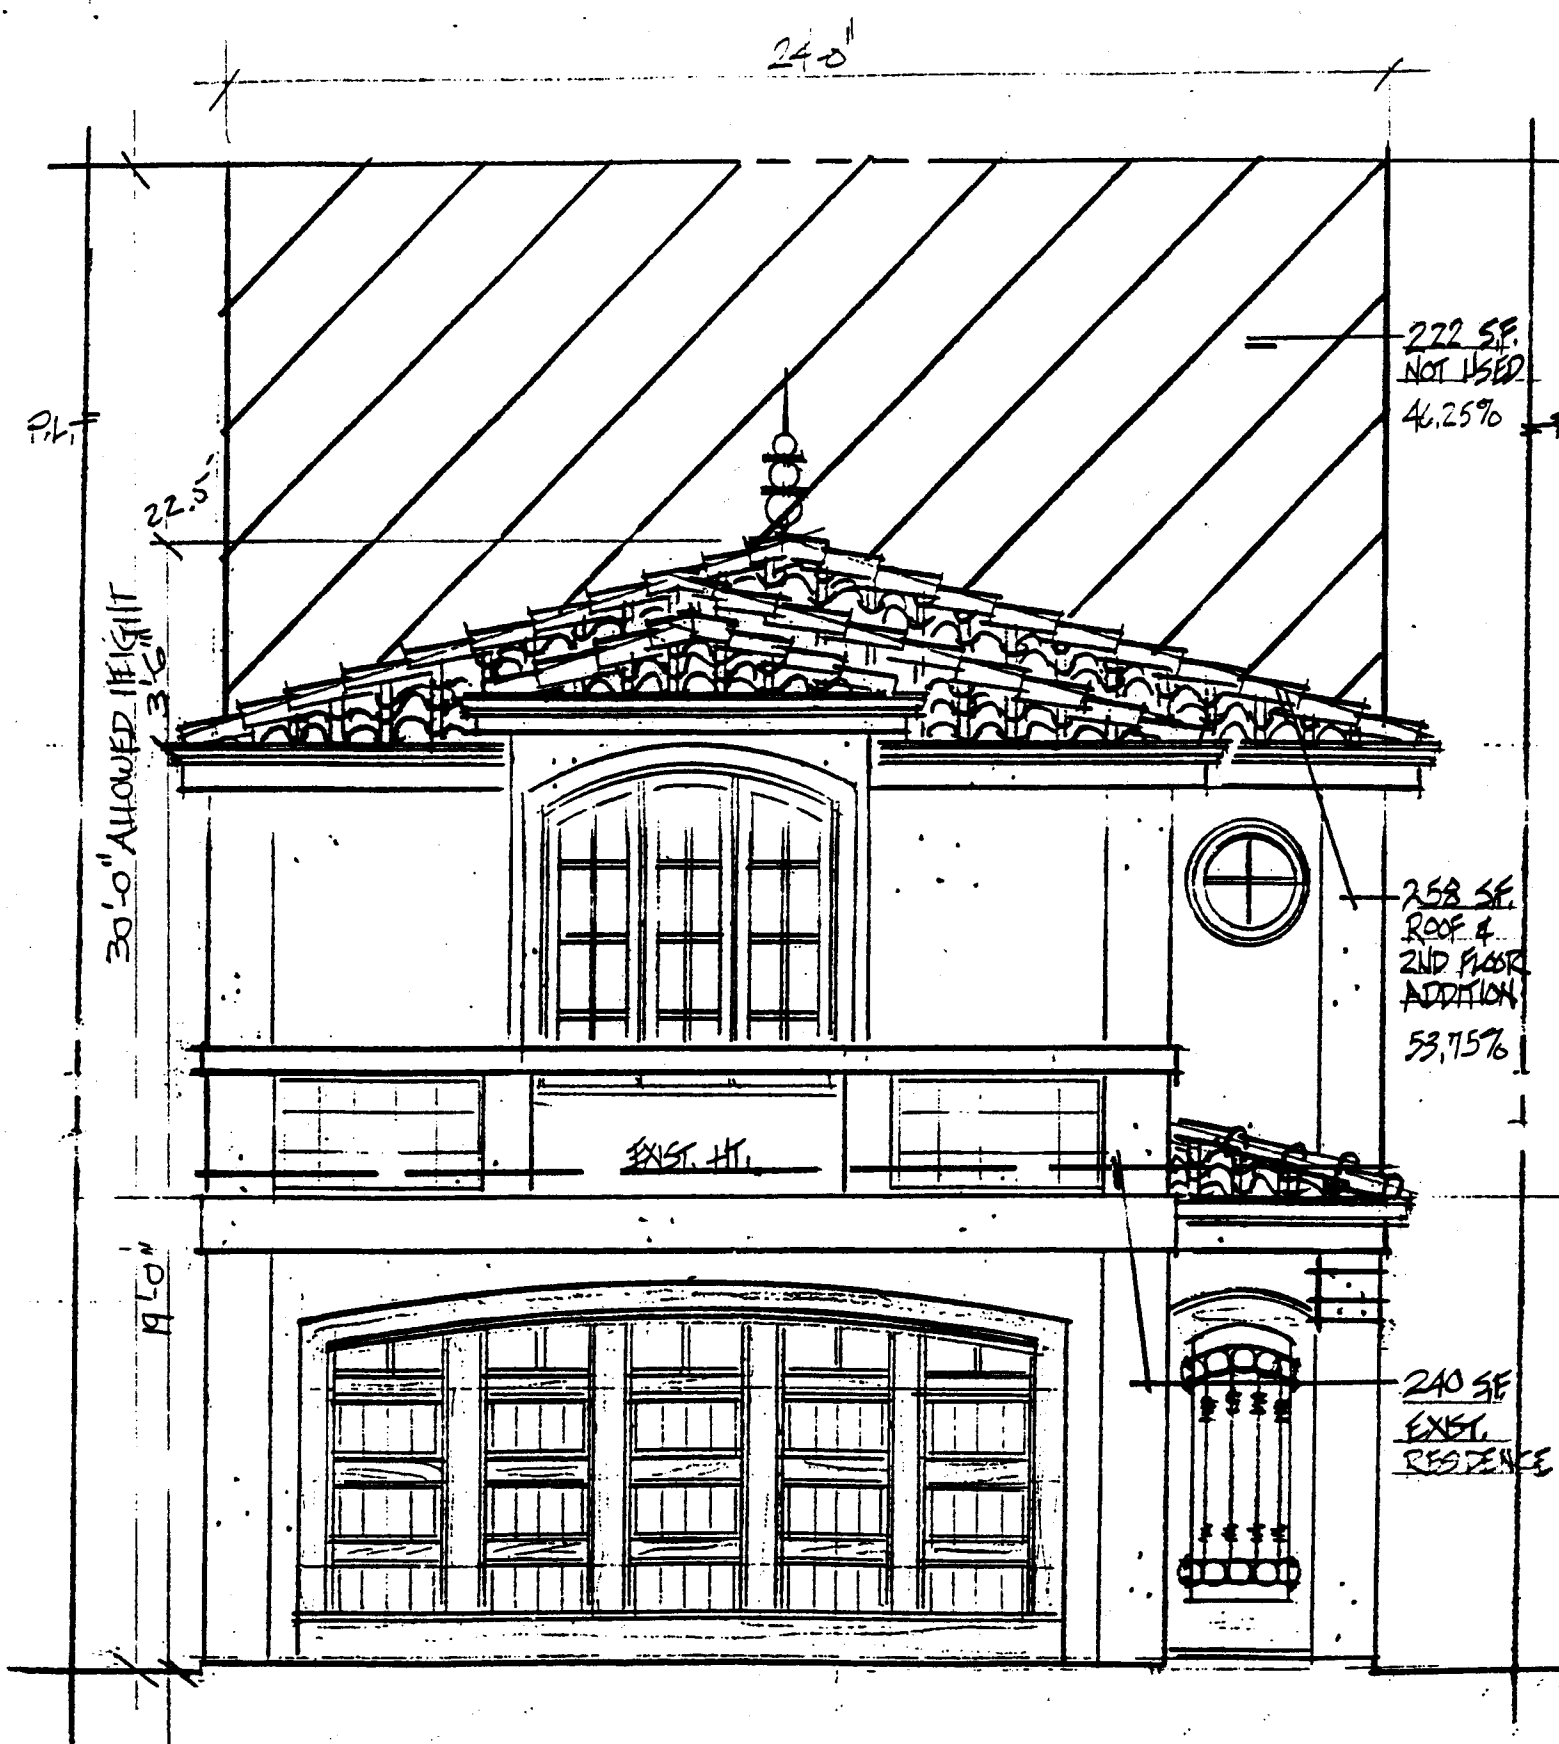 24'-0"
222 S.F.
NOT USED
46.25%
P.L.
22.5'
30'-0" ALLOWED HEIGHT
3'-6"
258 S.F.
ROOF &
2ND FLOOR
ADDITION
53.75%
EXIST. HT.
19'-0"
240 S.F.
EXIST.
RESIDENCE